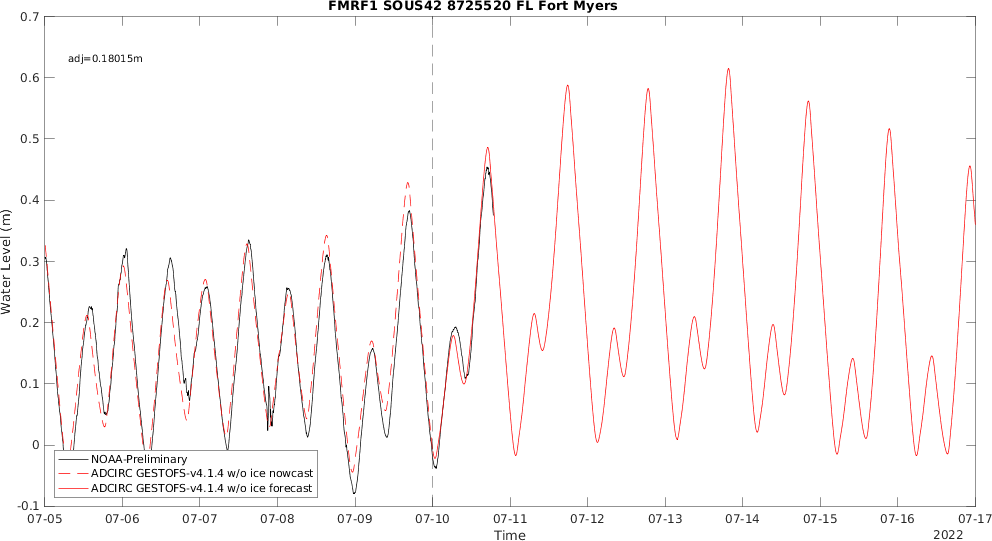 FMRF1 SOUS42 8725520 FL Fort Myers
0.7
adj=0.18015m
0.6
0.5
0.4
0.3
0.2
0.1
0
-0.1
Water Level (m)
NOAA-Preliminary
ADCIRC GESTOFS-v4.1.4 w/o ice nowcast
ADCIRC GESTOFS-v4.1.4 w/o ice forecast
07-05 07-06 07-07 07-08 07-09 07-10 07-11 07-12 07-13 07-14 07-15 07-16 07-17
Time
2022